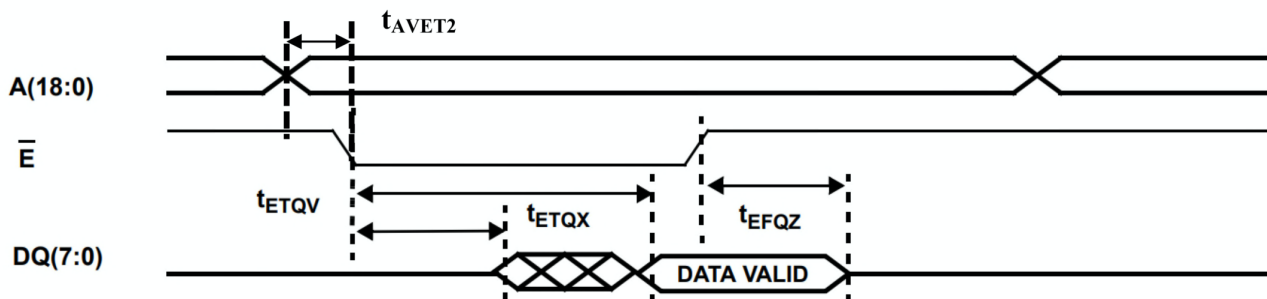 tAVET2
A(18:0)
E̅
tETQV
tETQX
tEFQZ
DQ(7:0)
DATA VALID